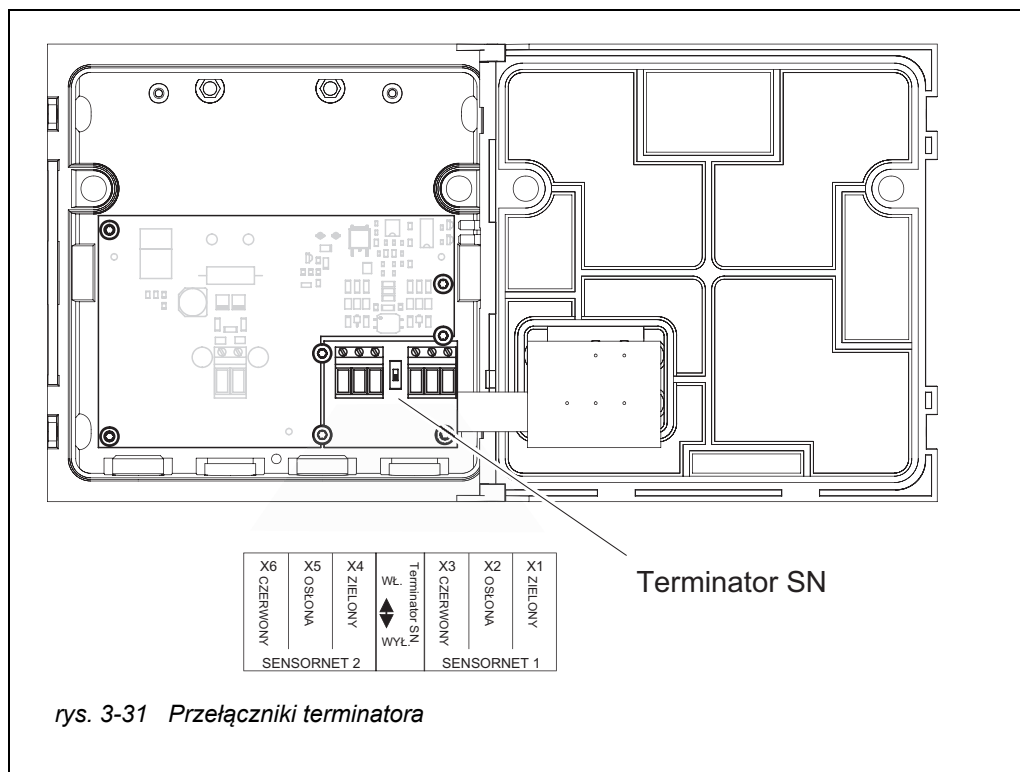 Terminator SN
X6 CZERWONY
X5 OSŁONA
X4 ZIELONY
Terminator SN
WŁ.
WYŁ.
X3 CZERWONY
X2 OSŁONA
X1 ZIELONY
SENSORNET 2
SENSORNET 1
rys. 3-31 Przełączniki terminatora